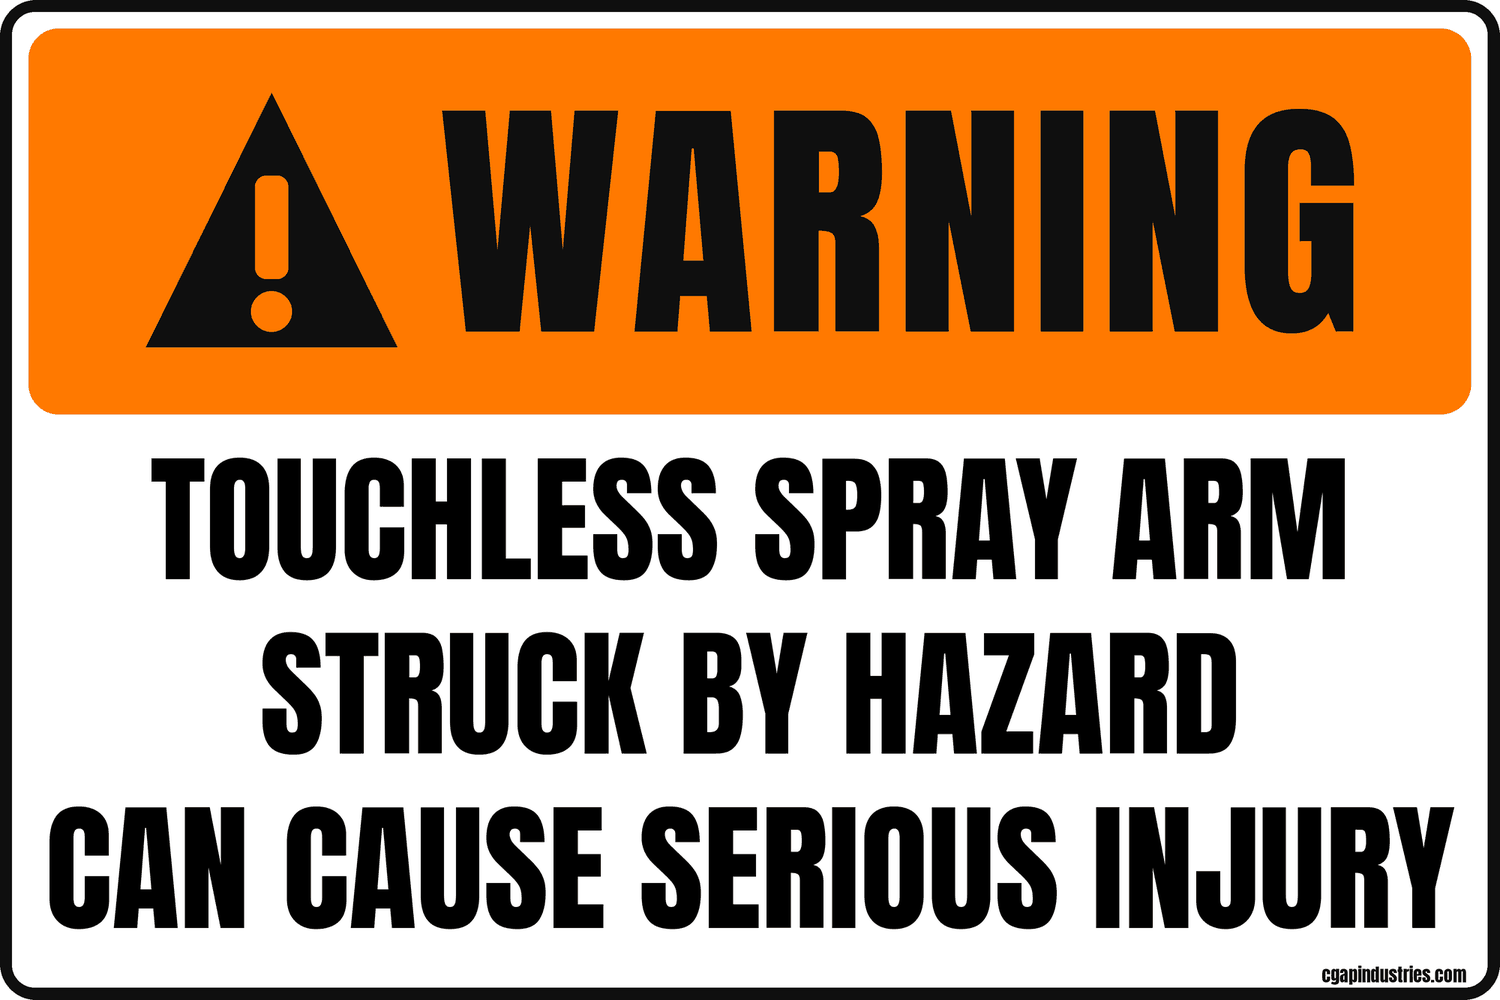 WARNING
TOUCHLESS SPRAY ARM
STRUCK BY HAZARD
CAN CAUSE SERIOUS INJURY
cgapindustries.com